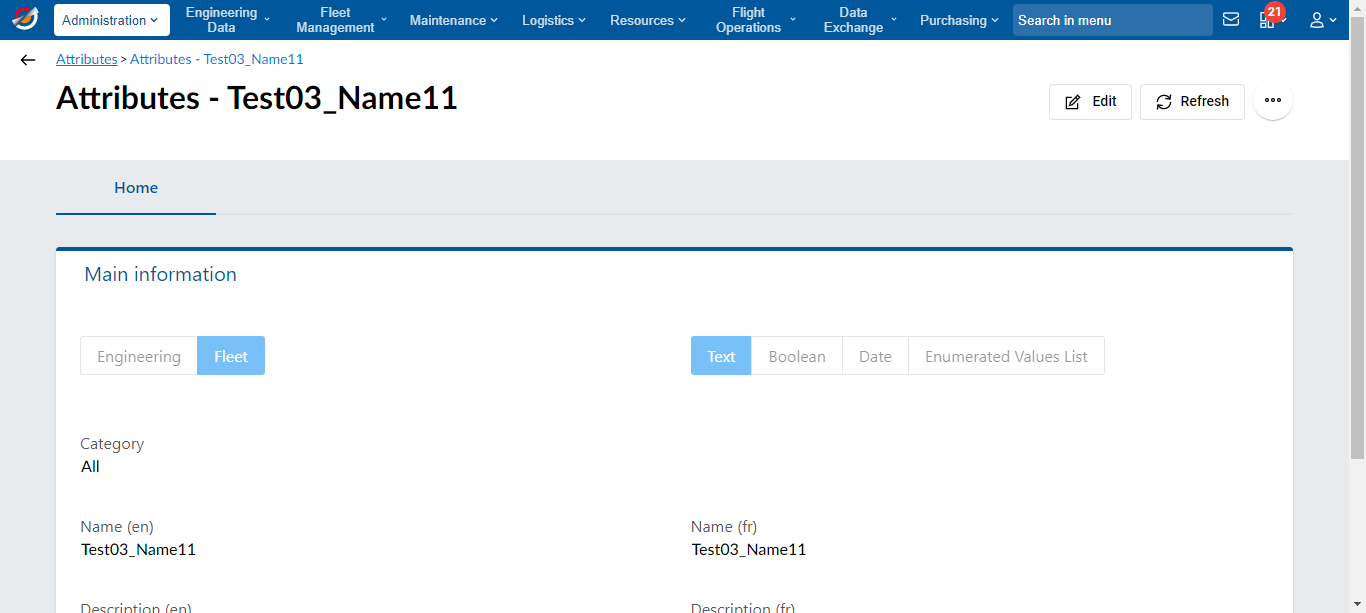 Administration
Engineering Data
Fleet Management
Maintenance
Logistics
Resources
Flight Operations
Data Exchange
Purchasing
Search in menu
21
Attributes > Attributes - Test03_Name11
Attributes - Test03_Name11
Edit
Refresh
Home
Main information
Engineering Fleet
Text Boolean Date Enumerated Values List
Category
All
Name (en)
Name (fr)
Test03_Name11
Test03_Name11
Description (en)
Description (fr)